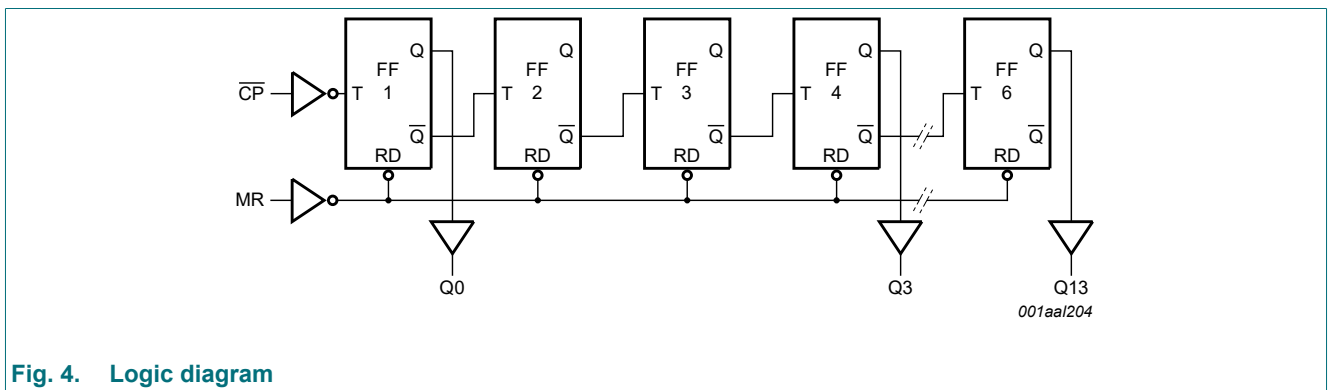 Q Q Q Q Q
FF FF FF FF FF
CP T 1 T 2 T 3 T 4 T 6
Q Q Q Q Q
RD RD RD RD RD
MR
Q0 Q3 Q13
001aal204
Fig. 4. Logic diagram